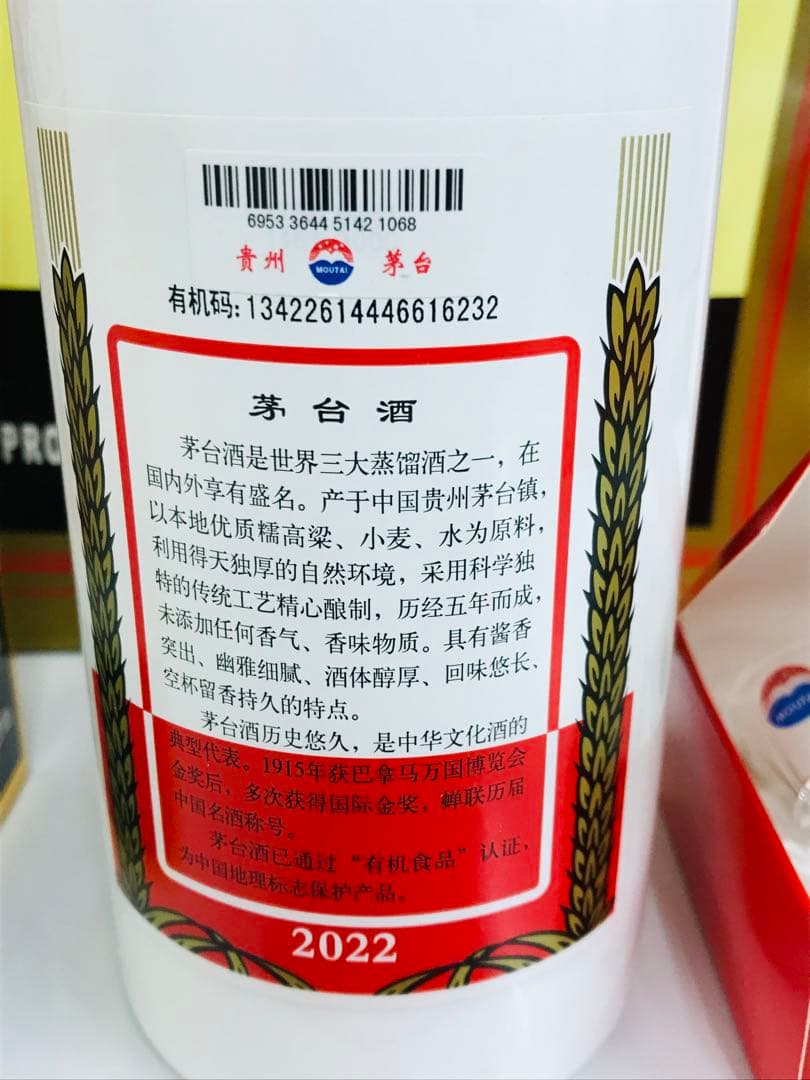 6953 3644 5142 1068
贵州 MOUTAI 茅台
有机码:13422614446616232
茅台酒
茅台酒是世界三大蒸馏酒之一，在
国内外享有盛名。产于中国贵州茅台镇，
以本地优质糯高粱、小麦、水为原料，
利用得天独厚的自然环境，采用科学独
特的传统工艺精心酿制，历经五年而成，
未添加任何香气、香味物质。具有酱香
突出、幽雅细腻、酒体醇厚、回味悠长、
空杯留香持久的特点。
茅台酒历史悠久，是中华文化酒的
典型代表。1915年获巴拿马万国博览会
金奖后，多次获得国际金奖，蝉联历届
中国名酒称号。
茅台酒已通过“有机食品”认证，
为中国地理标志保护产品。
2022
PRO
MOUTAI